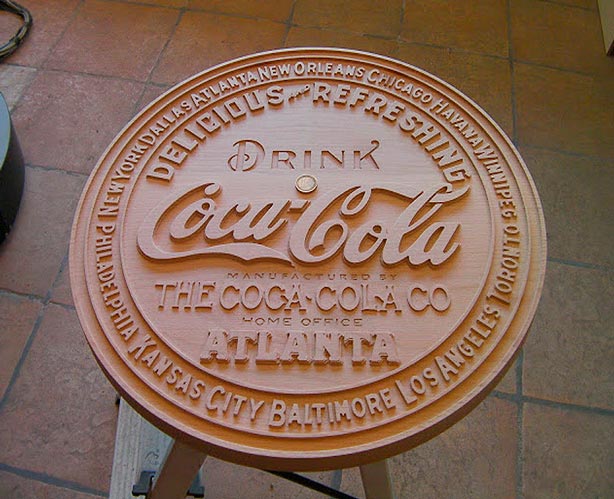 NEW YORK DALLAS ATLANTA NEW ORLEANS CHICAGO HAVANA WINNIPEG TORONTO LOS ANGELES BALTIMORE KANSAS CITY PHILADELPHIA
DELICIOUS AND REFRESHING
DRINK
Coca-Cola
MANUFACTURED BY
THE COCA-COLA CO
HOME OFFICE
ATLANTA